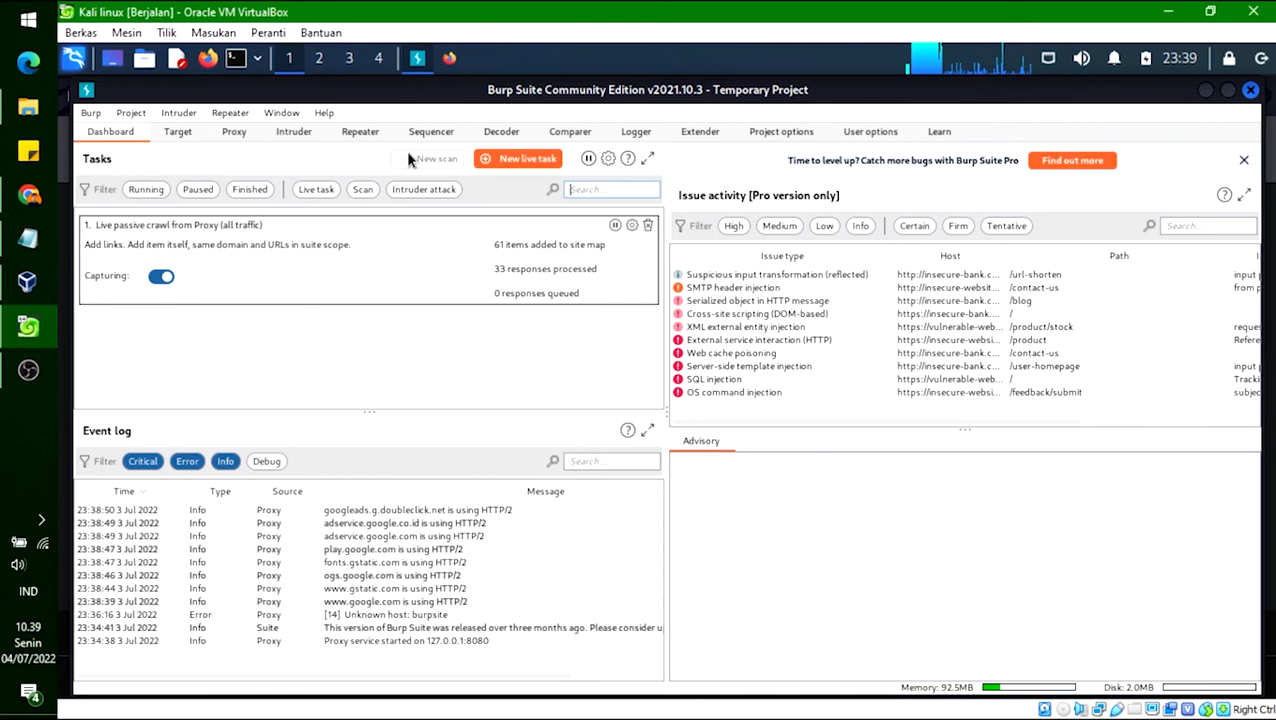 Kali linux [Berjalan] - Oracle VM VirtualBox
Berkas Mesin Tilik Masukan Peranti Bantuan
1 2 3 4 23:39
Burp Suite Community Edition v2021.10.3 - Temporary Project
Burp Project Intruder Repeater Window Help
Dashboard Target Proxy Intruder Repeater Sequencer Decoder Comparer Logger Extender Project options User options Learn
Tasks New scan New live task
Time to level up? Catch more bugs with Burp Suite Pro Find out more
Filter Running Paused Finished Live task Scan Intruder attack Search...
Issue activity [Pro version only]
Filter High Medium Low Info Certain Firm Tentative Search...
1. Live passive crawl from Proxy (all traffic)
Add links. Add item itself, same domain and URLs in suite scope.
61 items added to site map
Capturing:
33 responses processed
0 responses queued
Issue type Host Path
Suspicious input transformation (reflected) http://insecure-bank.c... /url-shorten input p
SMTP header injection http://insecure-websit... /contact-us from p
Serialized object in HTTP message https://insecure-bank.c... /blog
Cross-site scripting (DOM-based) https://insecure-bank.... /
XML external entity injection https://vulnerable-web... /product/stock reques
External service interaction (HTTP) https://insecure-websi... /product Refere
Web cache poisoning http://insecure-bank.c... /contact-us
Server-side template injection http://insecure-bank.c... /user-homepage input p
SQL injection https://vulnerable-web... / Tracki
OS command injection https://insecure-websi... /feedback/submit subjec
Event log
Filter Critical Error Info Debug Search...
Advisory
Time Type Source Message
23:38:50 3 Jul 2022 Info Proxy googleads.g.doubleclick.net is using HTTP/2
23:38:49 3 Jul 2022 Info Proxy adservice.google.co.id is using HTTP/2
23:38:49 3 Jul 2022 Info Proxy adservice.google.com is using HTTP/2
23:38:47 3 Jul 2022 Info Proxy play.google.com is using HTTP/2
23:38:47 3 Jul 2022 Info Proxy fonts.gstatic.com is using HTTP/2
23:38:46 3 Jul 2022 Info Proxy ogs.google.com is using HTTP/2
23:38:44 3 Jul 2022 Info Proxy www.gstatic.com is using HTTP/2
23:38:39 3 Jul 2022 Info Proxy www.google.com is using HTTP/2
23:36:16 3 Jul 2022 Error Proxy [14] Unknown host: burpsite
23:34:41 3 Jul 2022 Info Suite This version of Burp Suite was released over three months ago. Please consider u
23:34:38 3 Jul 2022 Info Proxy Proxy service started on 127.0.0.1:8080
Memory: 92.5MB Disk: 2.0MB
Right Ctrl
IND
10.39
Senin
04/07/2022
4